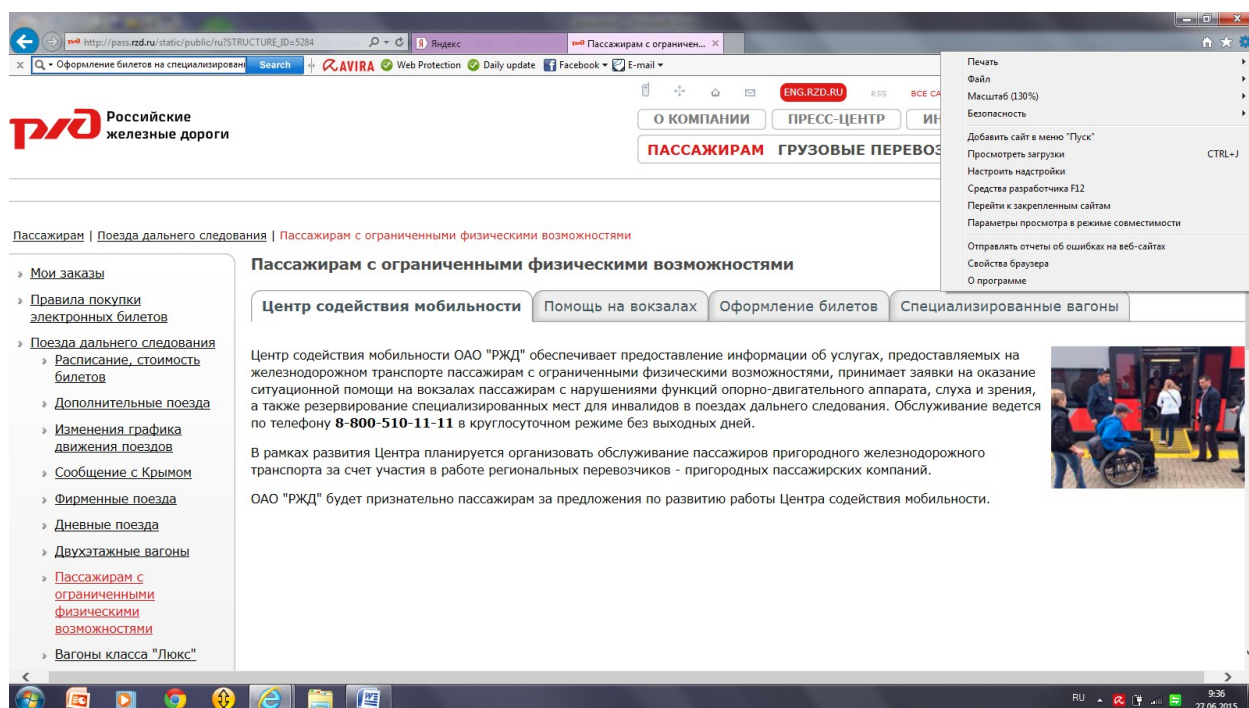 http://pass.rzd.ru/static/public/ru?STRUCTURE_ID=5284
Яндекс
Пассажирам с ограничен...
Оформление билетов на специализирован
Search
AVIRA
Web Protection
Daily update
Facebook
E-mail
Печать
Файл
Масштаб (130%)
Безопасность
Добавить сайт в меню "Пуск"
Просмотреть загрузки CTRL+J
Настроить надстройки
Средства разработчика F12
Перейти к закрепленным сайтам
Параметры просмотра в режиме совместимости
Отправлять отчеты об ошибках на веб-сайтах
Свойства браузера
О программе
ржд
Российские
железные дороги
ENG.RZD.RU
RSS
ВСЕ СА
О КОМПАНИИ
ПРЕСС-ЦЕНТР
ИН
ПАССАЖИРАМ
ГРУЗОВЫЕ ПЕРЕВОЗ
Пассажирам | Поезда дальнего следования | Пассажирам с ограниченными физическими возможностями
Мои заказы
Правила покупки
электронных билетов
Поезда дальнего следования
Расписание, стоимость
билетов
Дополнительные поезда
Изменения графика
движения поездов
Сообщение с Крымом
Фирменные поезда
Дневные поезда
Двухэтажные вагоны
Пассажирам с
ограниченными
физическими
возможностями
Вагоны класса "Люкс"
Пассажирам с ограниченными физическими возможностями
Центр содействия мобильности
Помощь на вокзалах
Оформление билетов
Специализированные вагоны
Центр содействия мобильности ОАО "РЖД" обеспечивает предоставление информации об услугах, предоставляемых на
железнодорожном транспорте пассажирам с ограниченными физическими возможностями, принимает заявки на оказание
ситуационной помощи на вокзалах пассажирам с нарушениями функций опорно-двигательного аппарата, слуха и зрения,
а также резервирование специализированных мест для инвалидов в поездах дальнего следования. Обслуживание ведется
по телефону 8-800-510-11-11 в круглосуточном режиме без выходных дней.
В рамках развития Центра планируется организовать обслуживание пассажиров пригородного железнодорожного
транспорта за счет участия в работе региональных перевозчиков - пригородных пассажирских компаний.
ОАО "РЖД" будет признательно пассажирам за предложения по развитию работы Центра содействия мобильности.
RU
9:36
27.06.2015